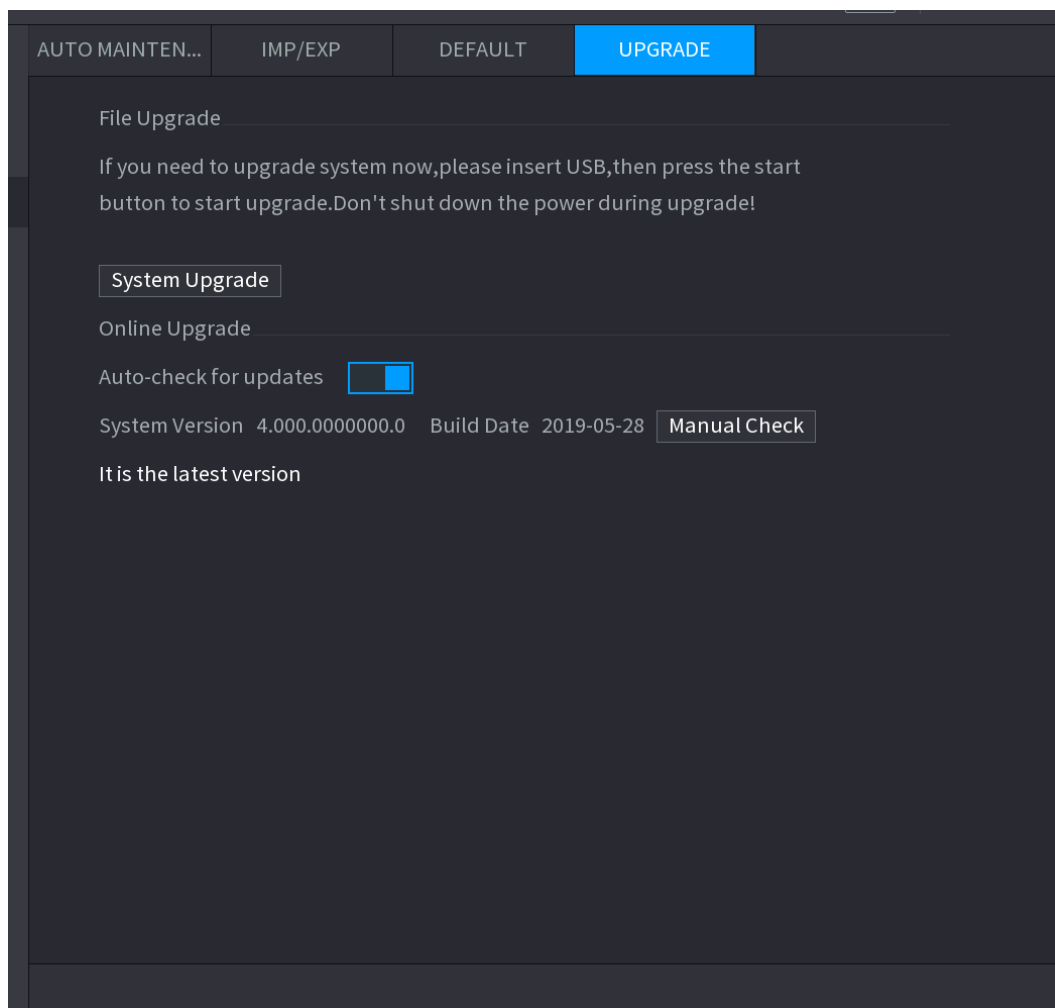 AUTO MAINTEN... IMP/EXP DEFAULT UPGRADE
File Upgrade
If you need to upgrade system now,please insert USB,then press the start
button to start upgrade.Don't shut down the power during upgrade!
System Upgrade
Online Upgrade
Auto-check for updates
System Version 4.000.0000000.0 Build Date 2019-05-28 Manual Check
It is the latest version